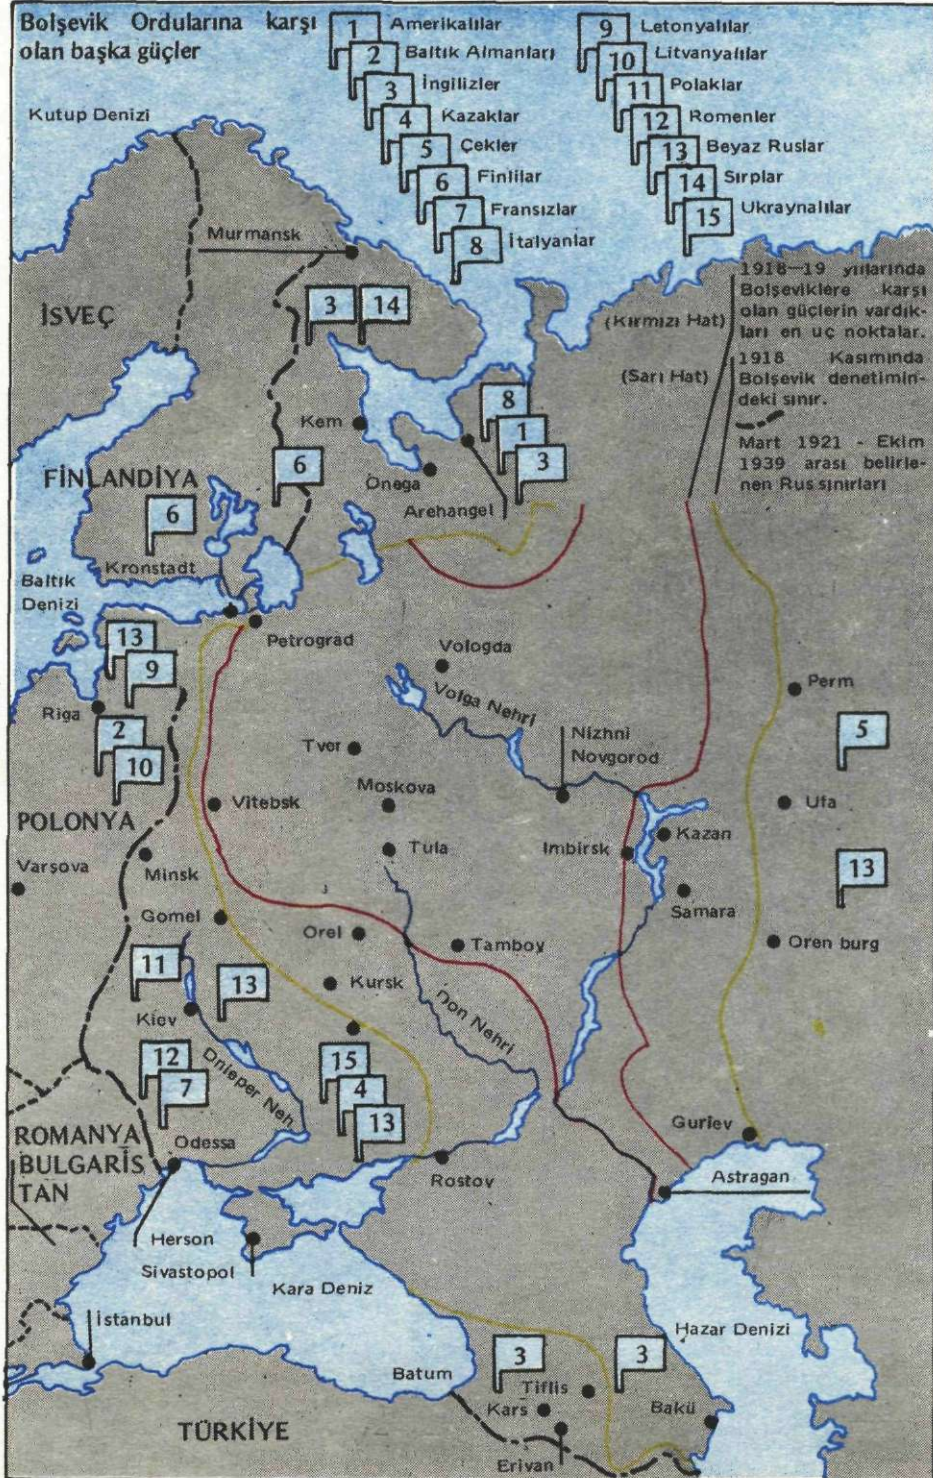 Bolşevik Ordularına karşı
olan başka güçler
1 Amerikalılar
2 Baltık Almanları
3 İngilizler
4 Kazaklar
5 Çekler
6 Finlilar
7 Fransızlar
8 İtalyanlar
9 Letonyalılar
10 Litvanyalılar
11 Polaklar
12 Romenler
13 Beyaz Ruslar
14 Sırplar
15 Ukraynalılar
Kutup Denizi
Murmansk
İSVEÇ
3 14
(Kırmızı Hat)
1918—19 yıllarında
Bolşeviklere karşı
olan güçlerin vardık-
ları en uç noktalar.
(Sarı Hat)
1918 Kasımında
Bolşevik denetimin-
deki sınır.
Mart 1921 - Ekim
1939 arası belirle-
nen Rus sınırları
Kem
8
1
3
Onega
Arehangel
FİNLANDİYA
6
6
Kronstadt
Baltık
Denizi
Petrograd
13
9
Riga
2
10
Vologda
Volga Nehri
Perm
Tver
Nizhni
Novgorod
5
Moskova
Vitebsk
Ufa
POLONYA
Tula
Imbirsk
Kazan
Varşova
Minsk
13
Samara
Gomel
Orel
Tamboy
Oren burg
11
13
Kursk
Kiev
Don Nehri
12
7
Dnieper Neh.
15
4
13
ROMANYA
BULGARİS
TAN
Odessa
Rostov
Gurlev
Astragan
Herson
Sivastopol
Kara Deniz
İstanbul
Hazar Denizi
Batum
3
3
Tiflis
Kars
Bakü
TÜRKİYE
Erivan